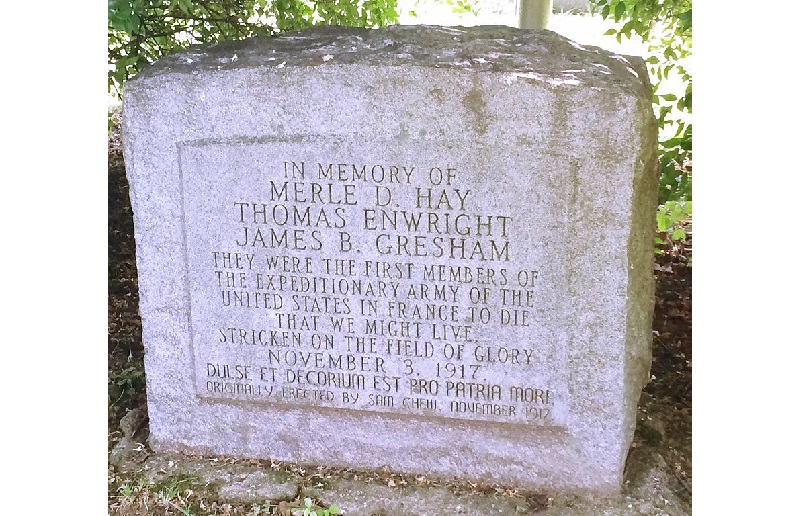 IN MEMORY OF
MERLE D. HAY
THOMAS ENWRIGHT
JAMES B. GRESHAM
THEY WERE THE FIRST MEMBERS OF
THE EXPEDITIONARY ARMY OF THE
UNITED STATES IN FRANCE TO DIE
THAT WE MIGHT LIVE.
STRICKEN ON THE FIELD OF GLORY
NOVEMBER 3, 1917
DULSE ET DECORIUM EST PRO PATRIA MORE
ORIGINALLY ERECTED BY SAM CHEW, NOVEMBER 1917